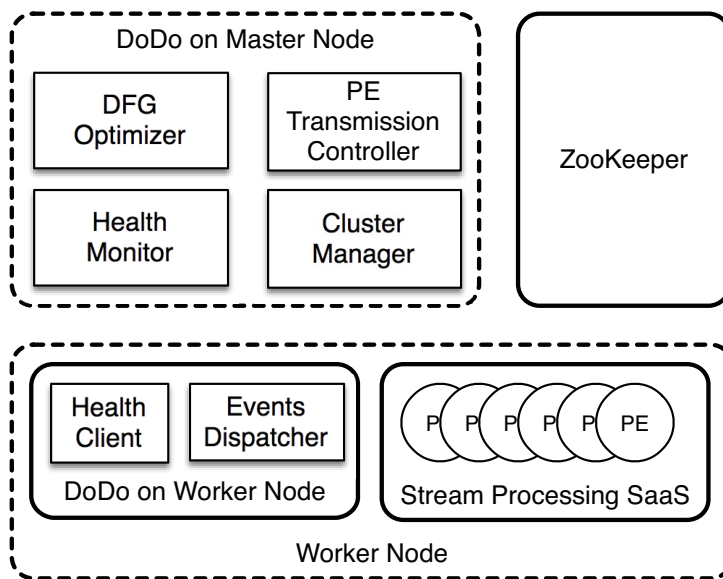 DoDo on Master Node
DFG
Optimizer
PE
Transmission
Controller
Health
Monitor
Cluster
Manager
ZooKeeper
Health
Client
Events
Dispatcher
DoDo on Worker Node
P P P P P PE
Stream Processing SaaS
Worker Node